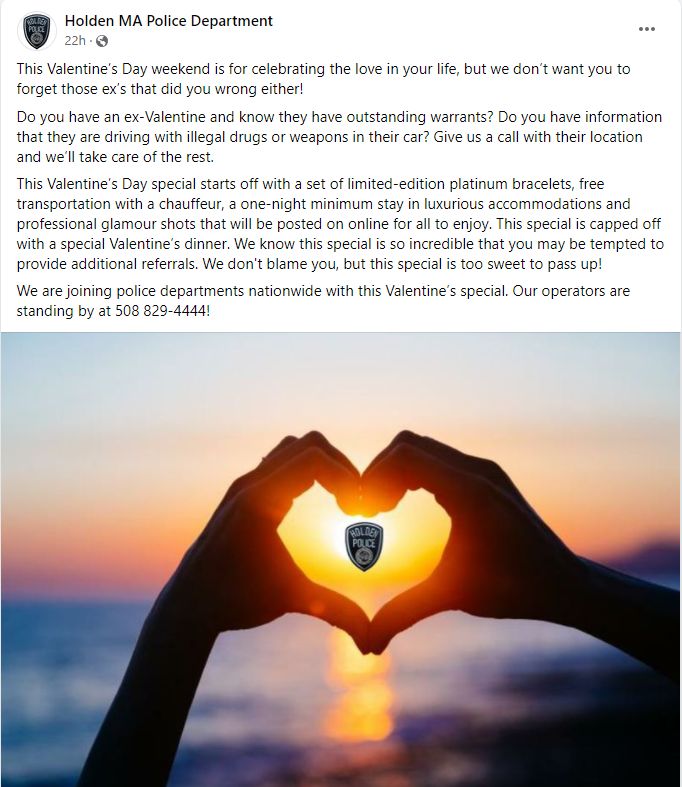 Holden MA Police Department
22h ·
This Valentine's Day weekend is for celebrating the love in your life, but we don't want you to
forget those ex's that did you wrong either!
Do you have an ex-Valentine and know they have outstanding warrants? Do you have information
that they are driving with illegal drugs or weapons in their car? Give us a call with their location
and we'll take care of the rest.
This Valentine's Day special starts off with a set of limited-edition platinum bracelets, free
transportation with a chauffeur, a one-night minimum stay in luxurious accommodations and
professional glamour shots that will be posted on online for all to enjoy. This special is capped off
with a special Valentine's dinner. We know this special is so incredible that you may be tempted to
provide additional referrals. We don't blame you, but this special is too sweet to pass up!
We are joining police departments nationwide with this Valentine's special. Our operators are
standing by at 508 829-4444!
HOLDEN
POLICE